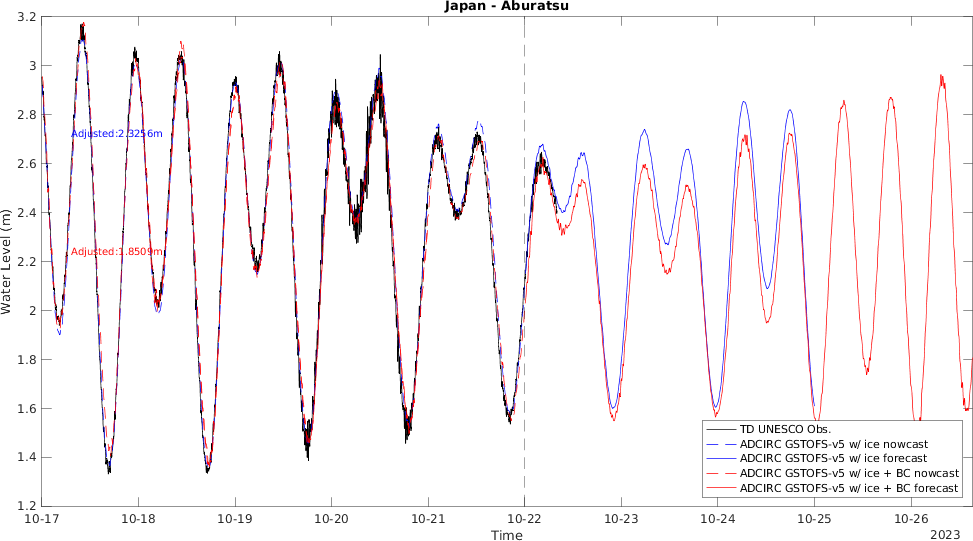 Japan - Aburatsu
3.2
3
2.8
2.6
2.4
2.2
2
1.8
1.6
1.4
1.2
Water Level (m)
Adjusted:2.3256m
Adjusted:1.8509m
TD UNESCO Obs.
ADCIRC GSTOFS-v5 w/ ice nowcast
ADCIRC GSTOFS-v5 w/ ice forecast
ADCIRC GSTOFS-v5 w/ ice + BC nowcast
ADCIRC GSTOFS-v5 w/ ice + BC forecast
10-17 10-18 10-19 10-20 10-21 10-22 10-23 10-24 10-25 10-26
Time
2023